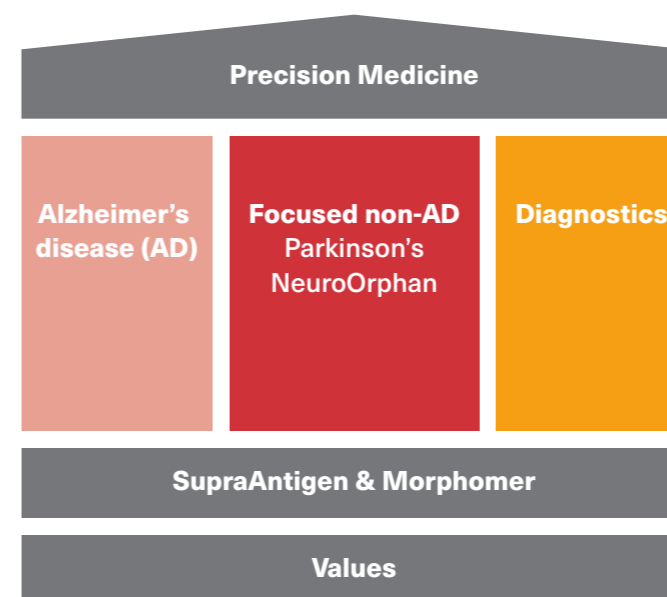 Precision Medicine
Alzheimer’s
disease (AD)
Focused non-AD
Parkinson’s
NeuroOrphan
Diagnostics
SupraAntigen & Morphomer
Values